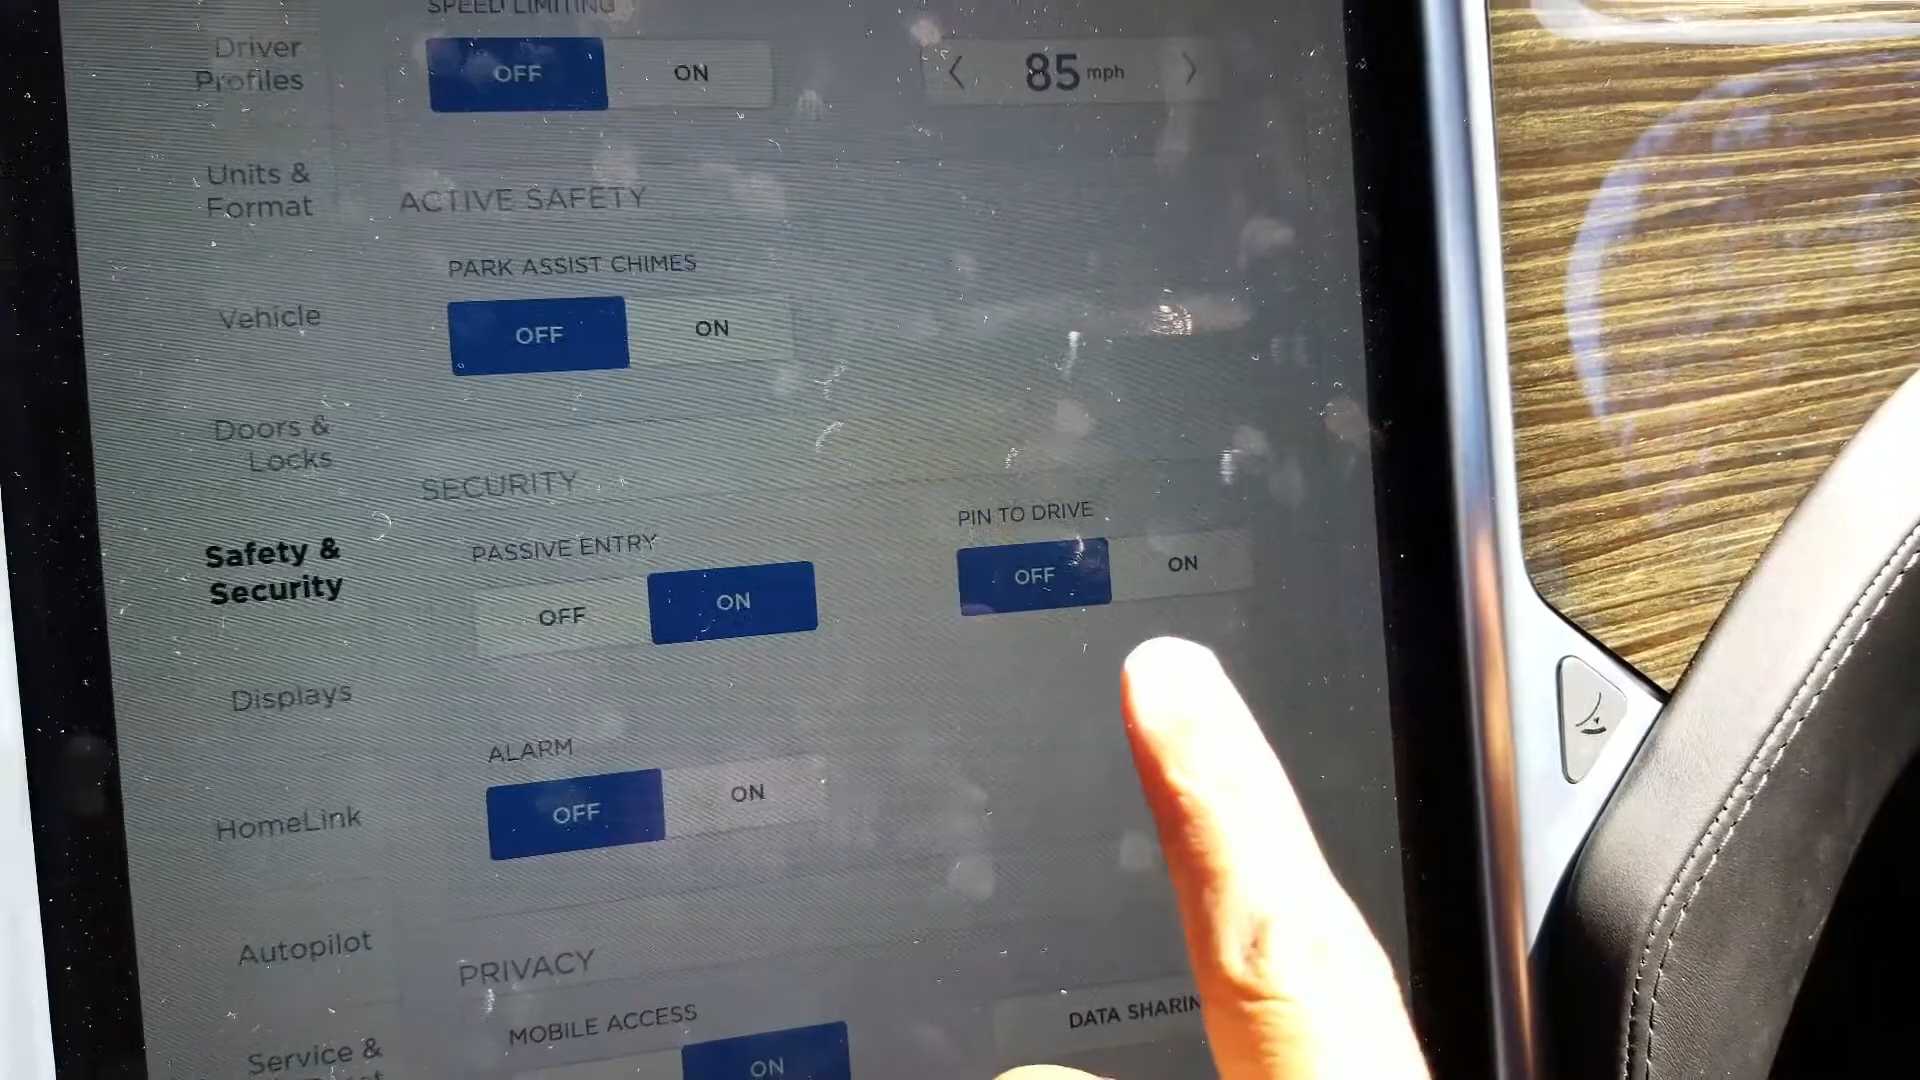 SPEED LIMITING
Driver
Profiles
OFF
ON
85 mph
Units &
Format
ACTIVE SAFETY
PARK ASSIST CHIMES
Vehicle
OFF
ON
Doors &
Locks
SECURITY
PIN TO DRIVE
Safety &
Security
PASSIVE ENTRY
OFF
ON
OFF
ON
Displays
ALARM
OFF
ON
HomeLink
Autopilot
PRIVACY
MOBILE ACCESS
DATA SHARIN
Service &
ON